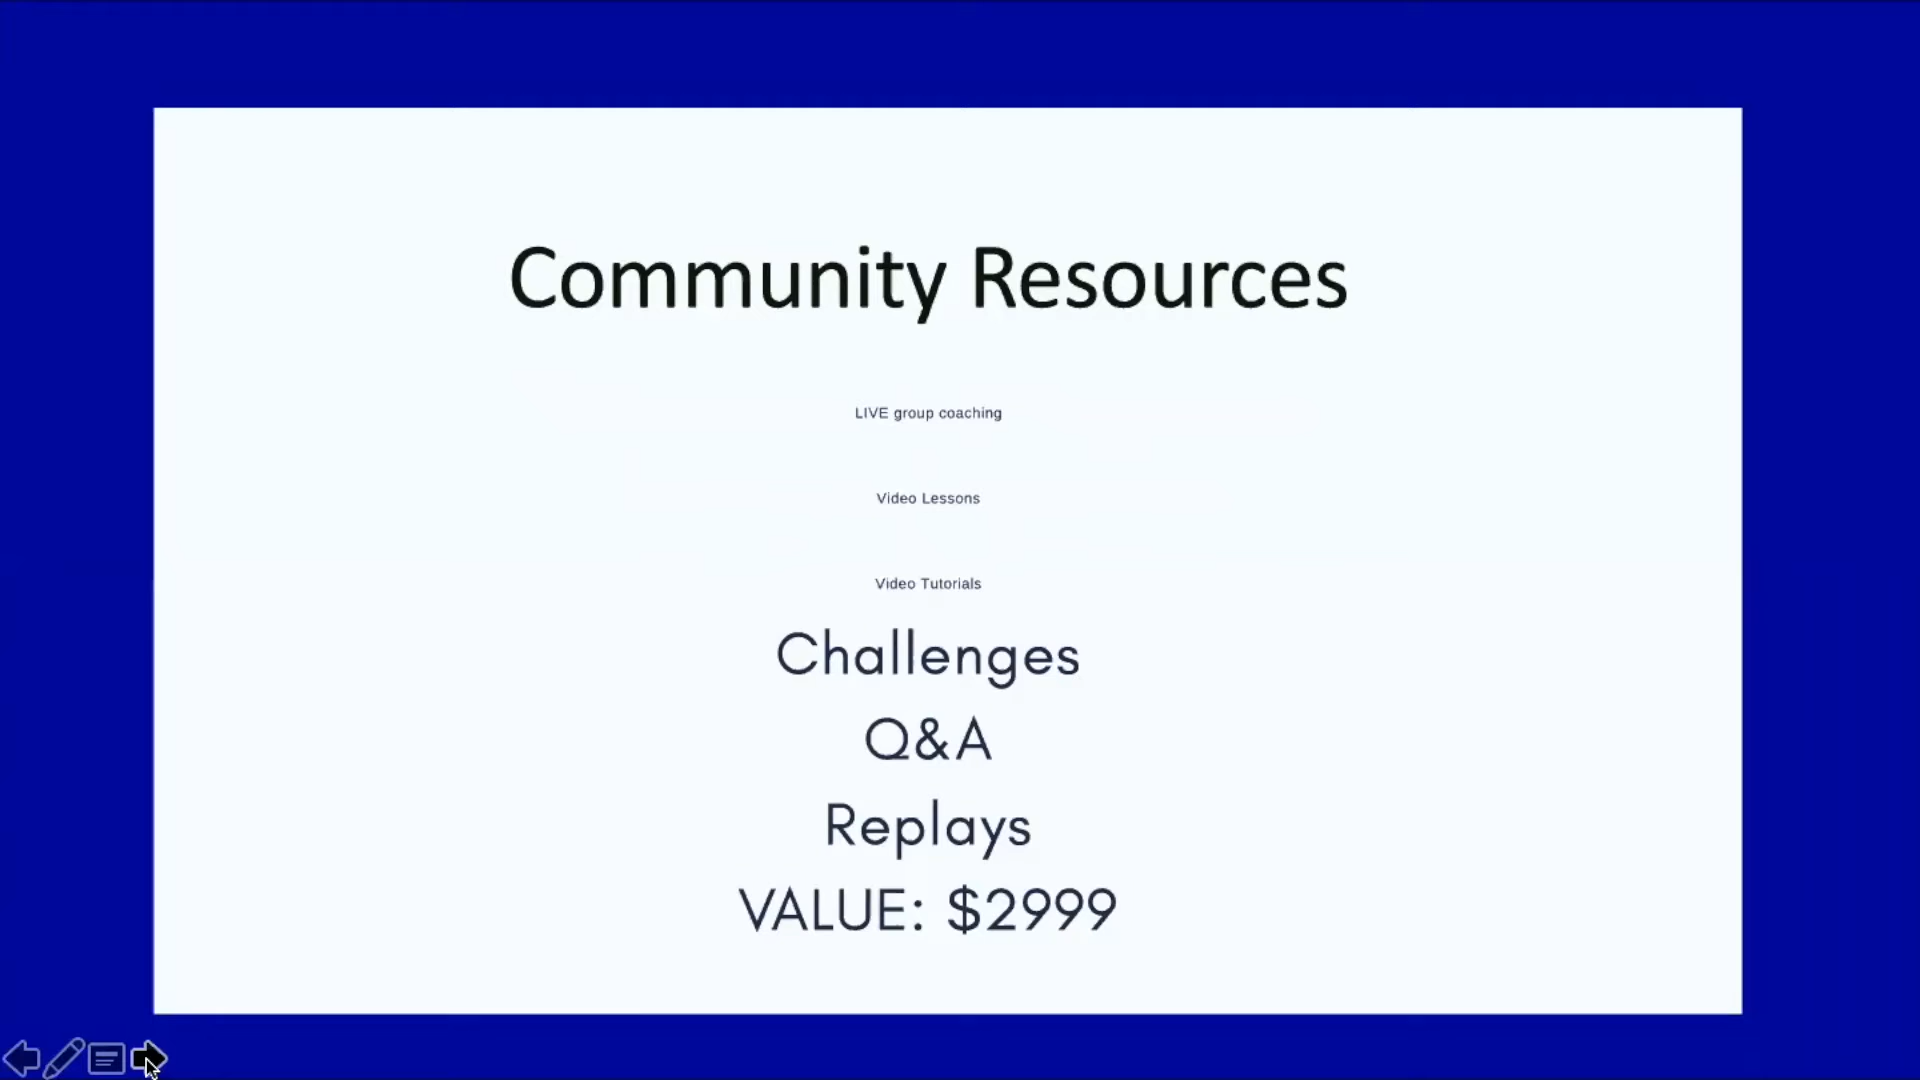 Community Resources
LIVE group coaching
Video Lessons
Video Tutorials
Challenges
Q&A
Replays
VALUE: $2999